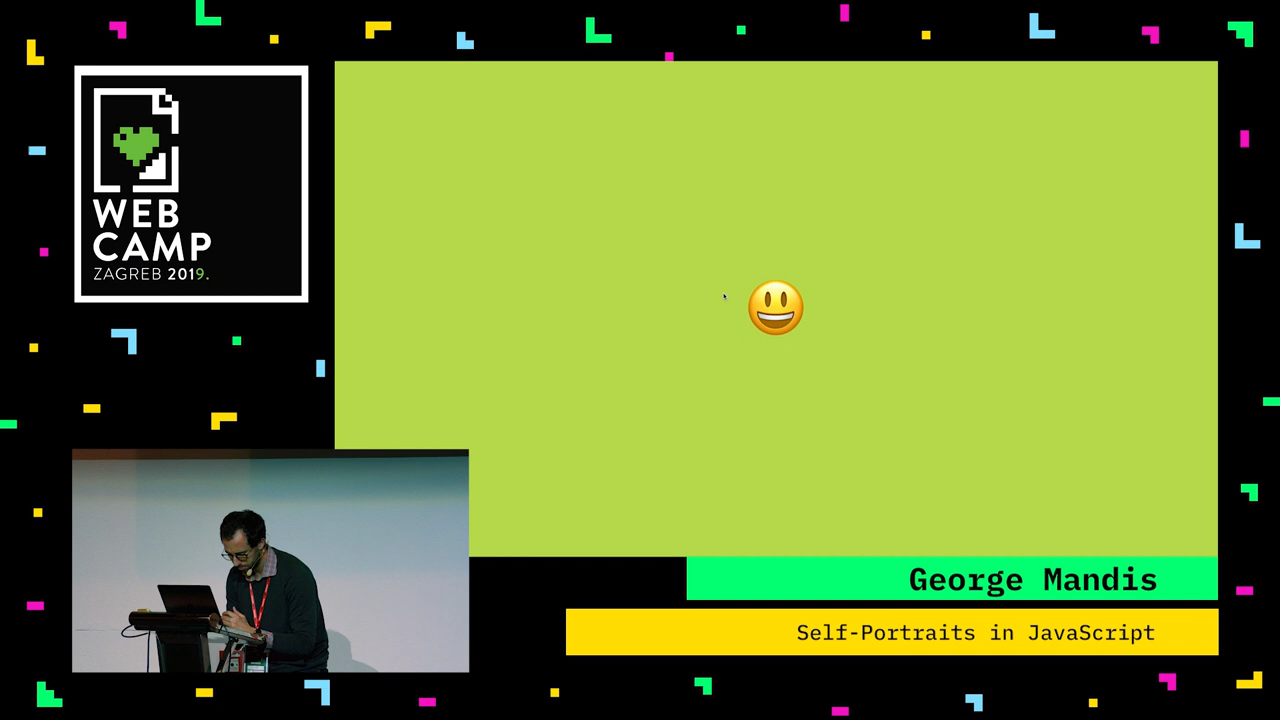 WEB
CAMP
ZAGREB 2019.
George Mandis
Self-Portraits in JavaScript